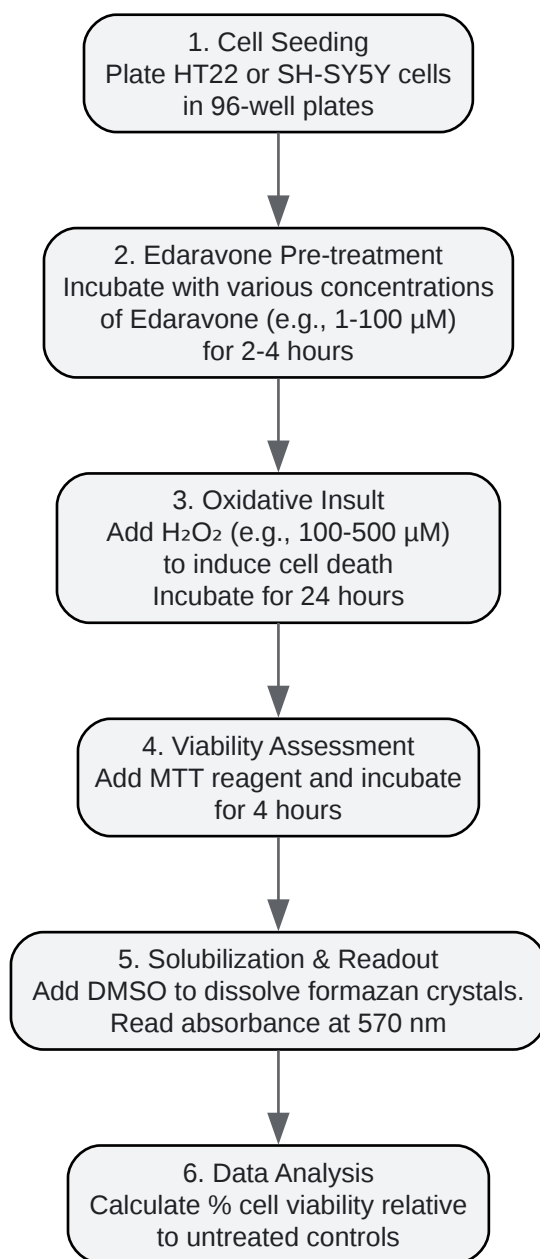 1. Cell Seeding
Plate HT22 or SH-SY5Y cells
in 96-well plates
2. Edaravone Pre-treatment
Incubate with various concentrations
of Edaravone (e.g., 1-100 µM)
for 2-4 hours
3. Oxidative Insult
Add H₂O₂ (e.g., 100-500 µM)
to induce cell death
Incubate for 24 hours
4. Viability Assessment
Add MTT reagent and incubate
for 4 hours
5. Solubilization & Readout
Add DMSO to dissolve formazan crystals.
Read absorbance at 570 nm
6. Data Analysis
Calculate % cell viability relative
to untreated controls